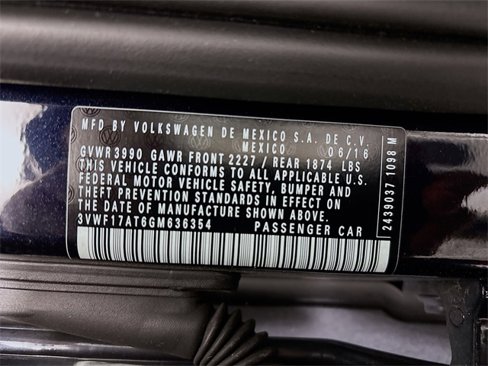 MFD BY VOLKSWAGEN DE MEXICO S.A. DE C.V.
MEXICO 06/16
GVWR 3990 GAWR FRONT 2227 / REAR 1874 LBS
THIS VEHICLE CONFORMS TO ALL APPLICABLE U.S.
FEDERAL MOTOR VEHICLE SAFETY, BUMPER AND
THEFT PREVENTION STANDARDS IN EFFECT ON
THE DATE OF MANUFACTURE SHOWN ABOVE.
3VWF17AT6GM636354 PASSENGER CAR
2439037 1098 M